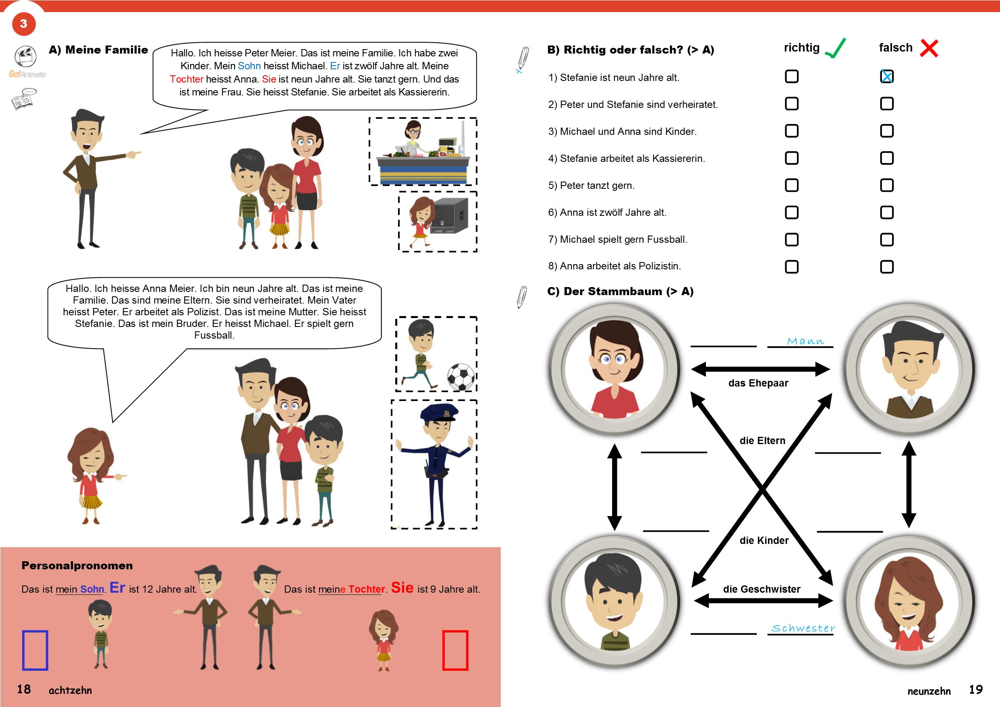 3
A) Meine Familie
Go!Animate
Hallo. Ich heisse Peter Meier. Das ist meine Familie. Ich habe zwei
Kinder. Mein Sohn heisst Michael. Er ist zwölf Jahre alt. Meine
Tochter heisst Anna. Sie ist neun Jahre alt. Sie tanzt gern. Und das
ist meine Frau. Sie heisst Stefanie. Sie arbeitet als Kassiererin.
Hallo. Ich heisse Anna Meier. Ich bin neun Jahre alt. Das ist meine
Familie. Das sind meine Eltern. Sie sind verheiratet. Mein Vater
heisst Peter. Er arbeitet als Polizist. Das ist meine Mutter. Sie heisst
Stefanie. Das ist mein Bruder. Er heisst Michael. Er spielt gern
Fussball.
Personalpronomen
Das ist mein Sohn. Er ist 12 Jahre alt.
Das ist meine Tochter. Sie ist 9 Jahre alt.
18 achtzehn
B) Richtig oder falsch? (> A)
richtig
falsch
1) Stefanie ist neun Jahre alt.
2) Peter und Stefanie sind verheiratet.
3) Michael und Anna sind Kinder.
4) Stefanie arbeitet als Kassiererin.
5) Peter tanzt gern.
6) Anna ist zwölf Jahre alt.
7) Michael spielt gern Fussball.
8) Anna arbeitet als Polizistin.
C) Der Stammbaum (> A)
Mann
das Ehepaar
die Eltern
die Kinder
die Geschwister
Schwester
neunzehn 19